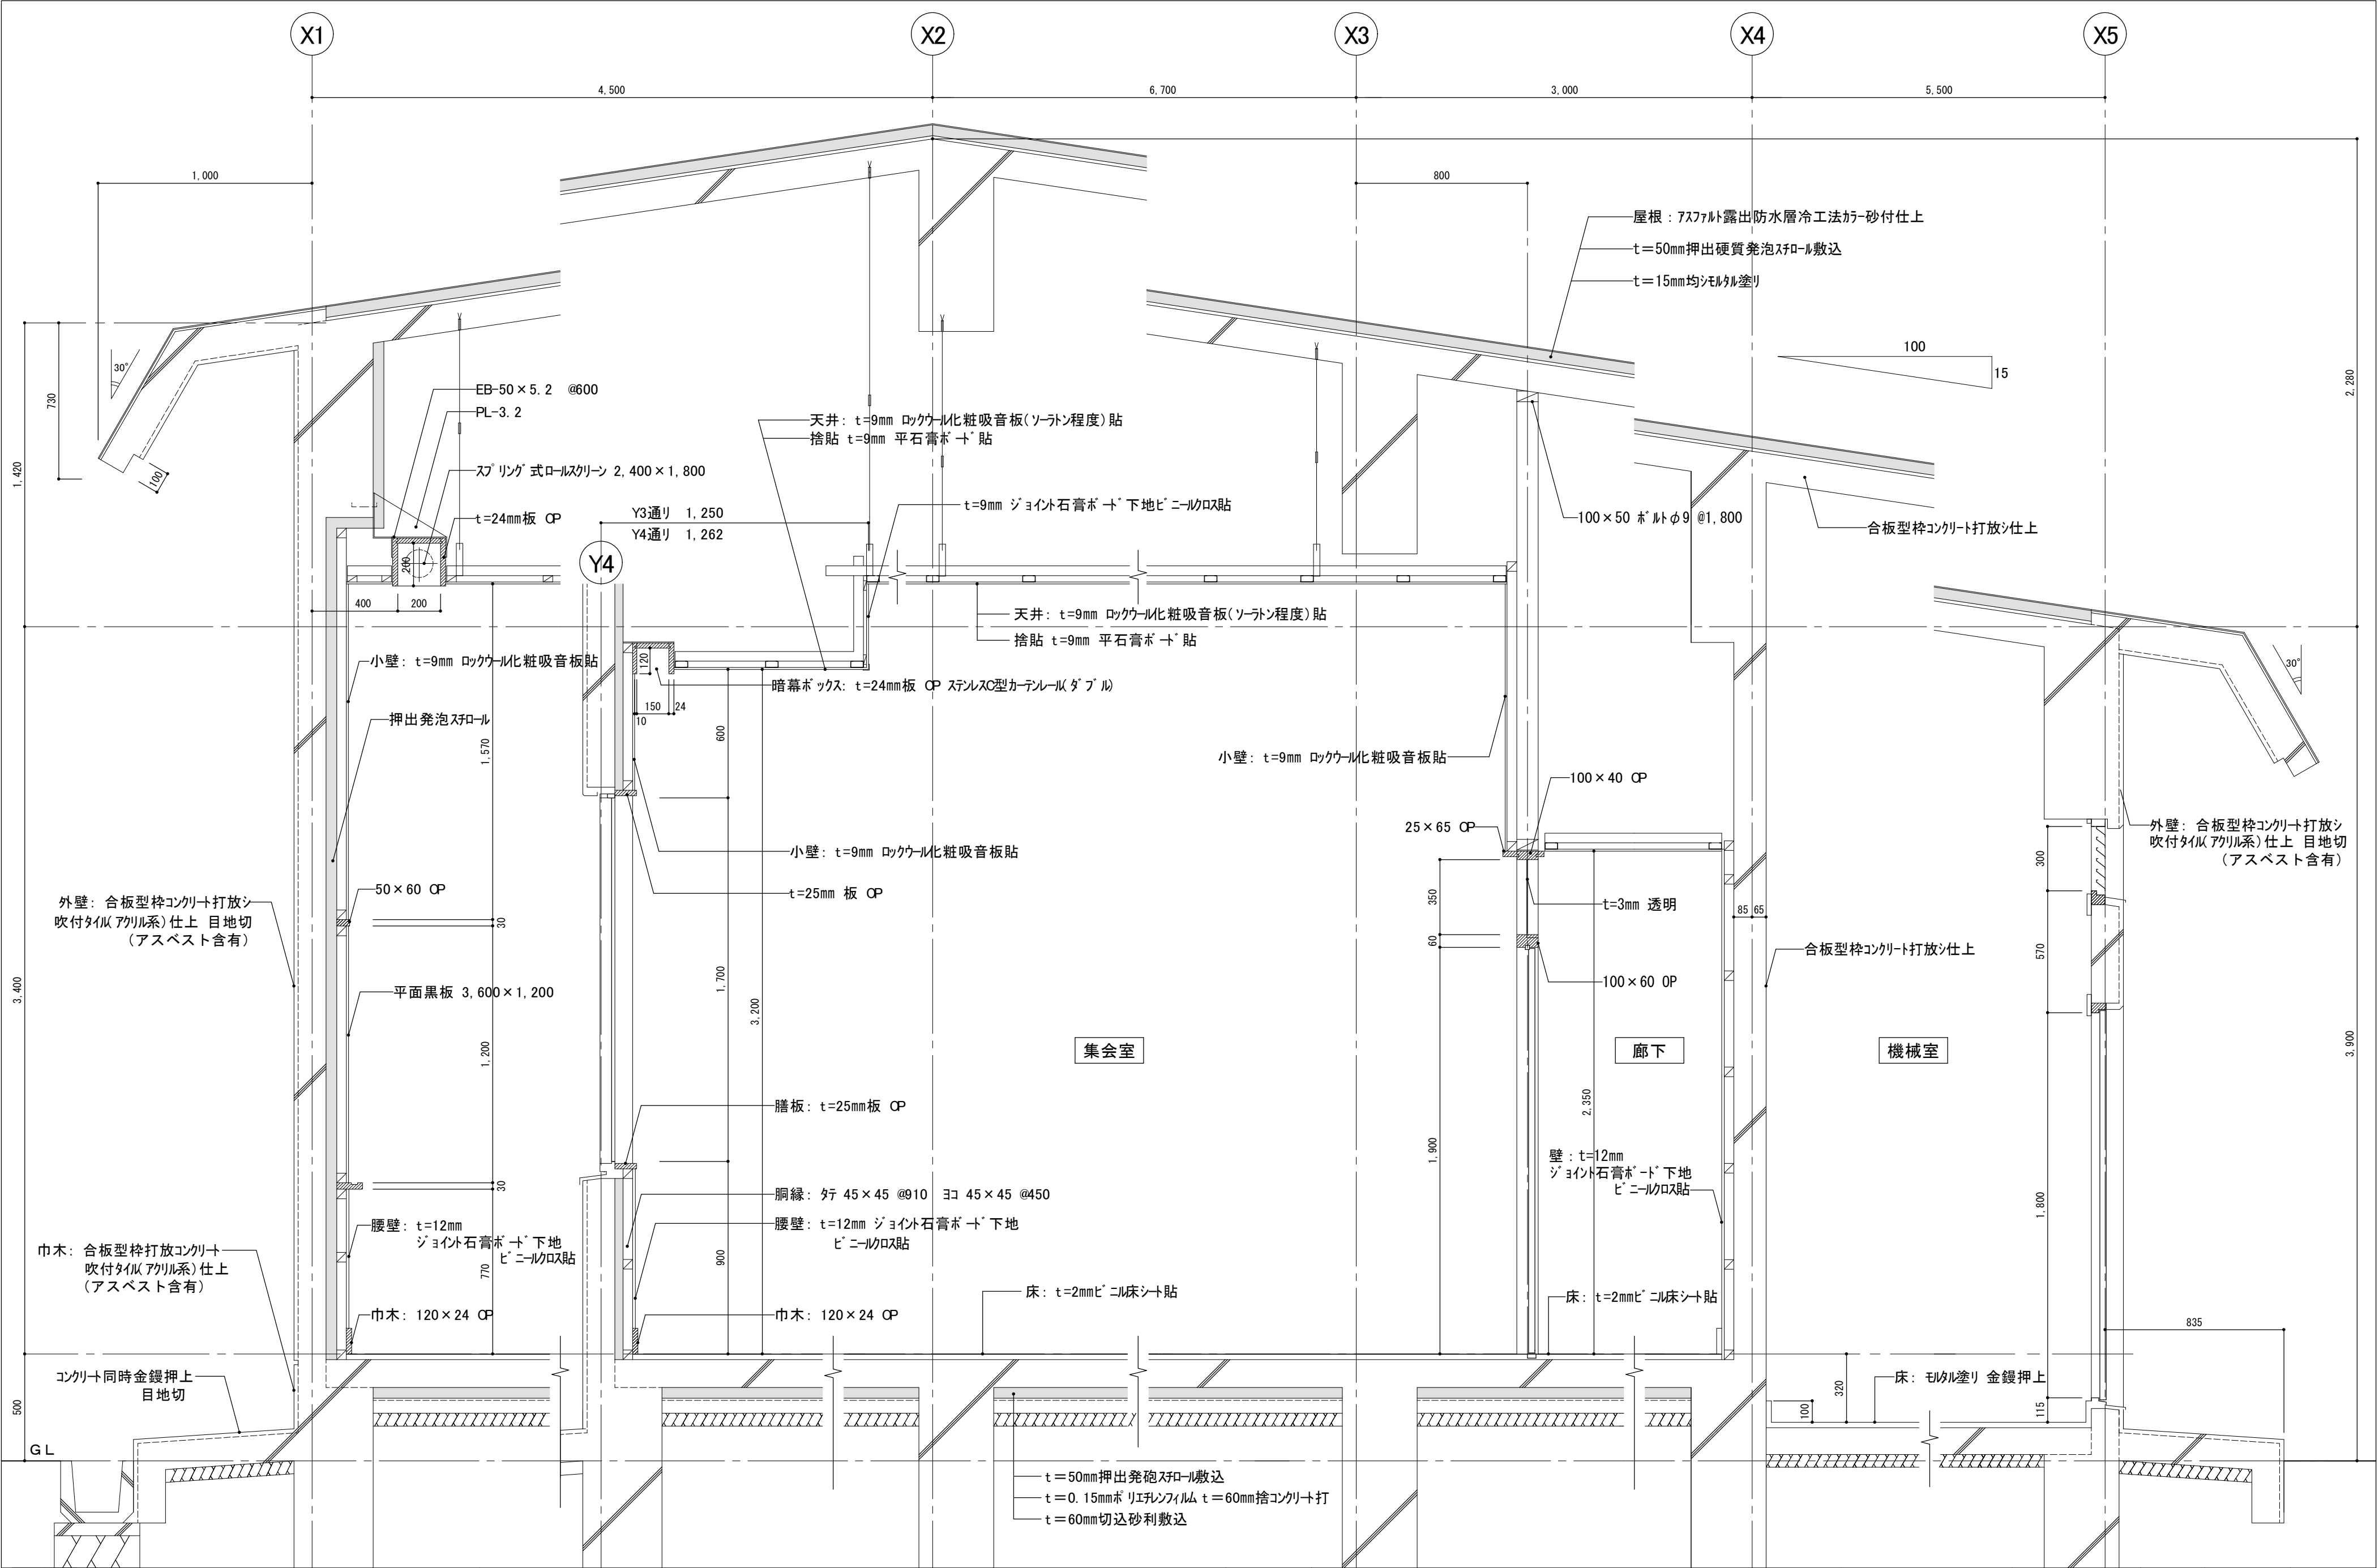 X1
X2
X3
X4
X5
4,500
6,700
3,000
5,500
1,000
800
屋根：アスファルト露出防水層冷工法カラー砂付仕上
t＝50mm押出硬質発泡スチロール敷込
t＝15mm均シモルタル塗リ
30°
730
1,420
100
100
15
2,280
EB-50×5.2 @600
PL-3.2
スプリング式ロールスクリーン 2,400×1,800
t=24mm板 OP
天井: t=9mm ロックウール化粧吸音板(ソーラトン程度)貼
捨貼 t=9mm 平石膏ボード貼
t=9mm ジョイント石膏ボード下地ビニールクロス貼
Y3通リ 1,250
Y4通リ 1,262
Y4
100×50 ボルトφ9 @1,800
合板型枠コンクリート打放シ仕上
200
400
200
天井: t=9mm ロックウール化粧吸音板(ソーラトン程度)貼
捨貼 t=9mm 平石膏ボード貼
小壁: t=9mm ロックウール化粧吸音板貼
120
暗幕ボックス: t=24mm板 OP ステンレスC型カーテンレール(ダブル)
150
24
10
30°
押出発泡スチロール
1,570
600
小壁: t=9mm ロックウール化粧吸音板貼
100×40 OP
25×65 OP
外壁: 合板型枠コンクリート打放シ
吹付タイル(アクリル系)仕上 目地切
(アスベスト含有)
小壁: t=9mm ロックウール化粧吸音板貼
t=25mm 板 OP
50×60 OP
300
350
t=3mm 透明
85
65
外壁: 合板型枠コンクリート打放シ
吹付タイル(アクリル系)仕上 目地切
(アスベスト含有)
30
60
570
合板型枠コンクリート打放シ仕上
100×60 OP
平面黒板 3,600×1,200
3,400
1,700
3,200
1,200
集会室
廊下
機械室
3,900
膳板: t=25mm板 OP
2,350
1,900
壁：t=12mm
ジョイント石膏ボード下地
ビニールクロス貼
30
胴縁: タテ 45×45 @910 ヨコ 45×45 @450
1,800
腰壁: t=12mm
ジョイント石膏ボード下地
ビニールクロス貼
腰壁: t=12mm ジョイント石膏ボード下地
ビニールクロス貼
巾木: 合板型枠打放コンクリート
吹付タイル(アクリル系)仕上
(アスベスト含有)
770
900
床: t=2mmビニル床シート貼
床: t=2mmビニル床シート貼
巾木: 120×24 OP
巾木: 120×24 OP
835
コンクリート同時金鏝押上
目地切
320
床: モルタル塗リ 金鏝押上
500
100
115
GL
t＝50mm押出発砲スチロール敷込
t＝0.15mmポリエチレンフィルム t＝60mm捨コンクリート打
t＝60mm切込砂利敷込